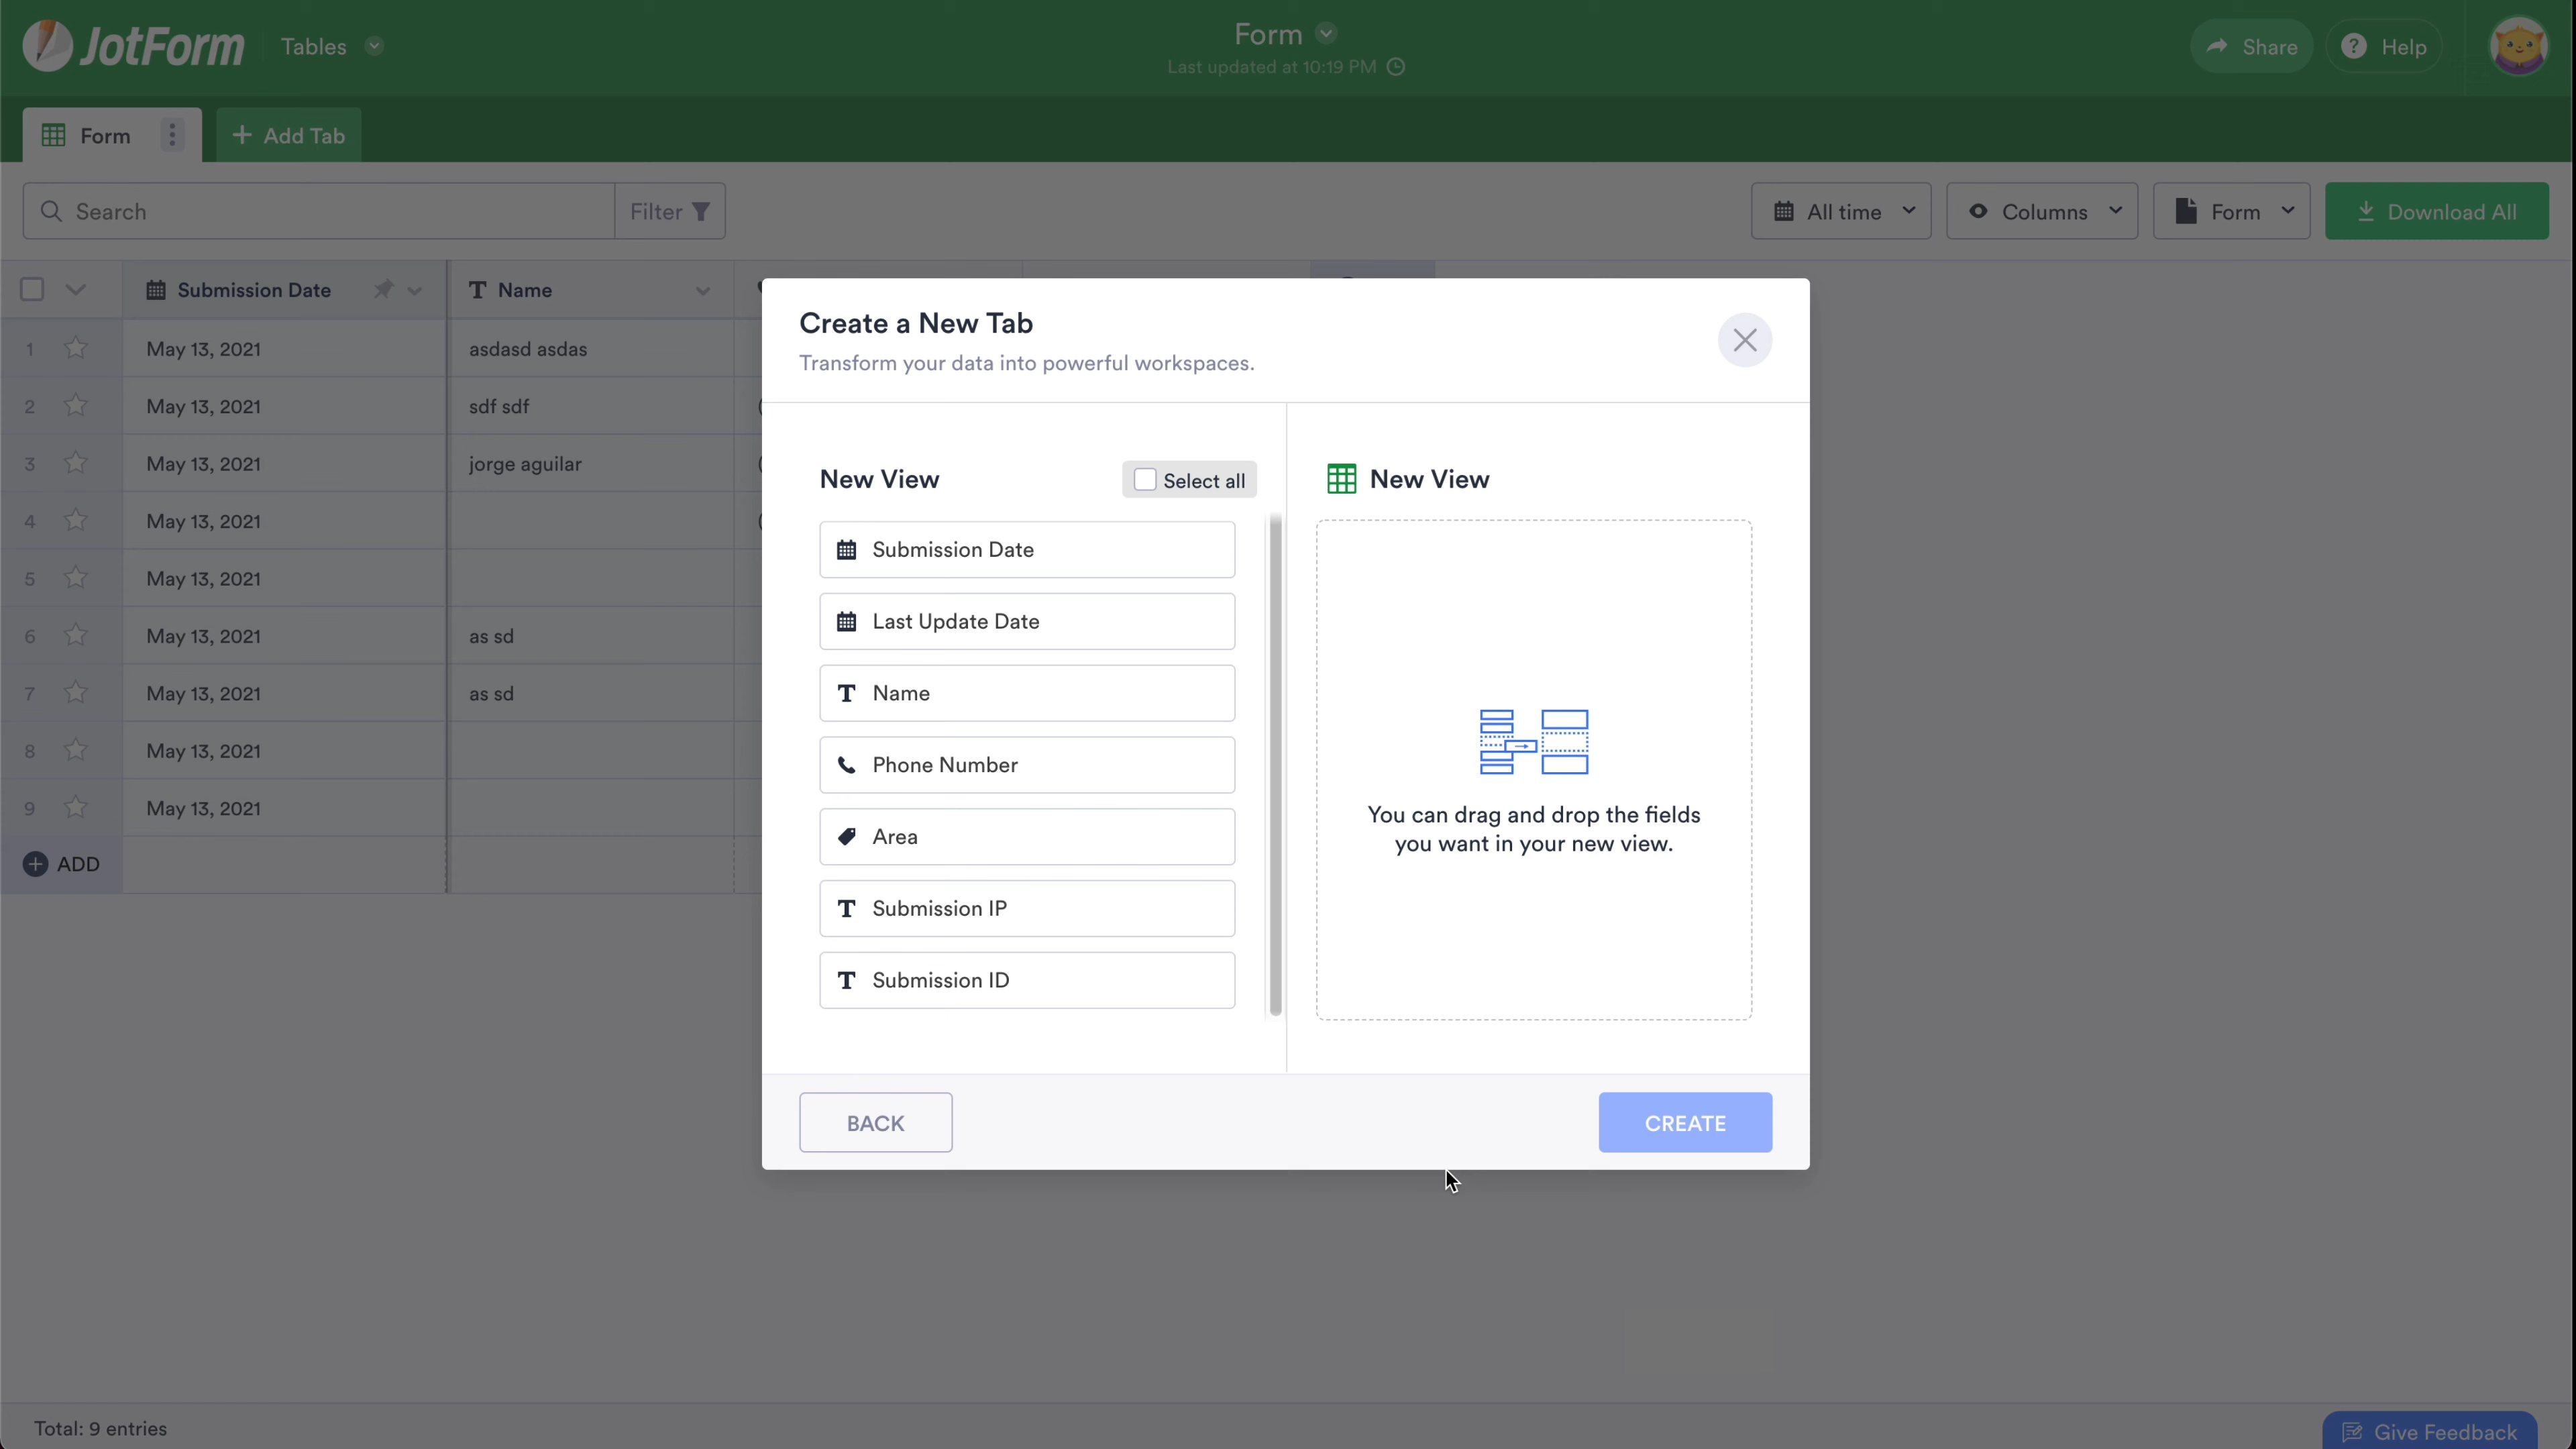 JotForm Tables
Form
Last updated at 10:19 PM
Share
Help
Form
Add Tab
Search
Filter
All time
Columns
Form
Download All
Submission Date
Name
1 May 13, 2021 asdasd asdas
2 May 13, 2021 sdf sdf (
3 May 13, 2021 jorge aguilar (
4 May 13, 2021 (
5 May 13, 2021
6 May 13, 2021 as sd
7 May 13, 2021 as sd
8 May 13, 2021
9 May 13, 2021
ADD
Create a New Tab
Transform your data into powerful workspaces.
New View
Select all
Submission Date
Last Update Date
Name
Phone Number
Area
Submission IP
Submission ID
New View
You can drag and drop the fields
you want in your new view.
BACK
CREATE
Total: 9 entries
Give Feedback